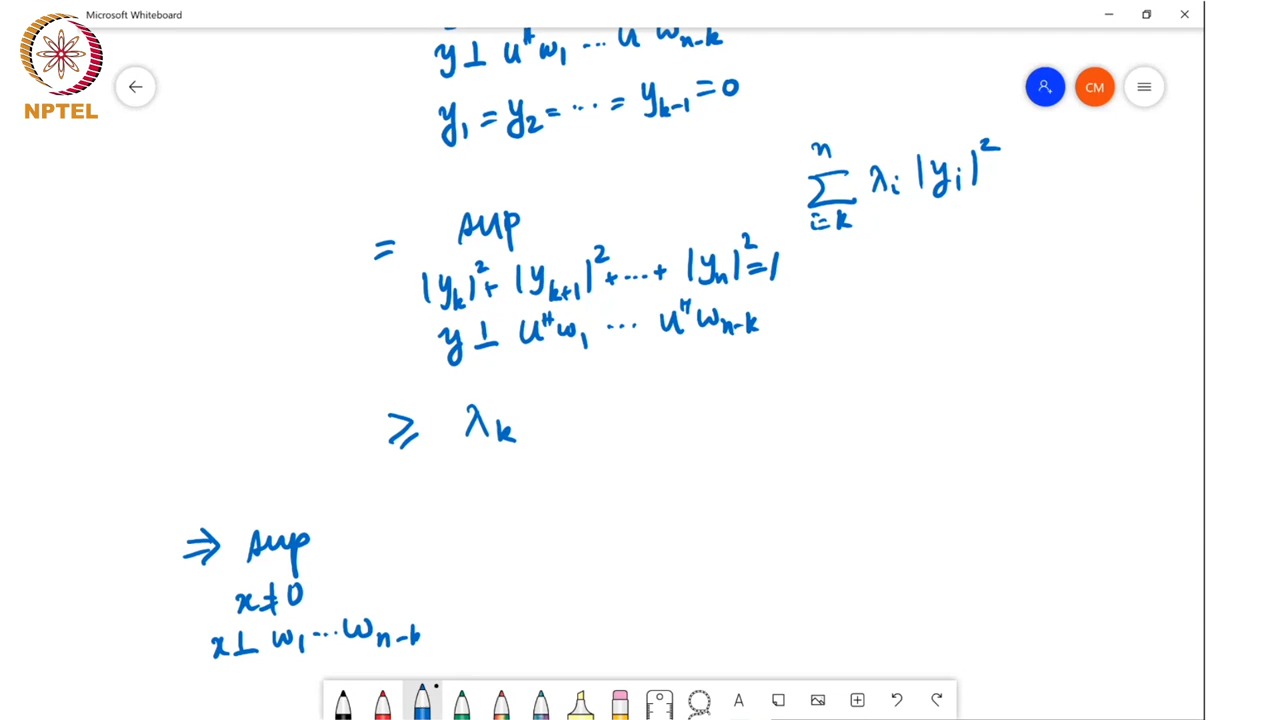 Microsoft Whiteboard
NPTEL
CM
y ⊥ U^H w_1 ... U w_{n-k}
y_1 = y_2 = ... = y_{k-1} = 0
= sup \sum_{i=k}^{n} λ_i |y_i|^2
|y_k|^2 + |y_{k+1}|^2 + ... + |y_n|^2 = 1
y ⊥ U^H w_1 ... U^H w_{n-k}
≥ λ_k
⇒ sup
x ≠ 0
x ⊥ w_1 ... w_{n-k}
A